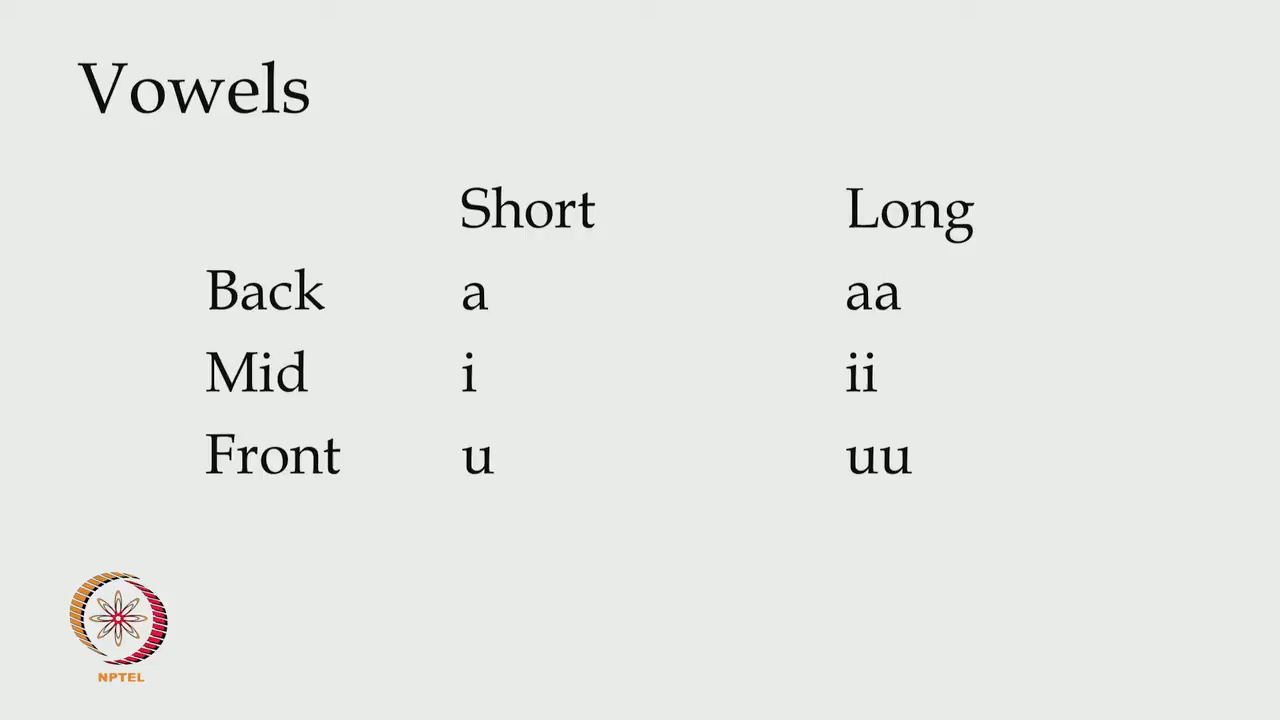 Vowels
Short Long
Back a aa
Mid i ii
Front u uu
NPTEL